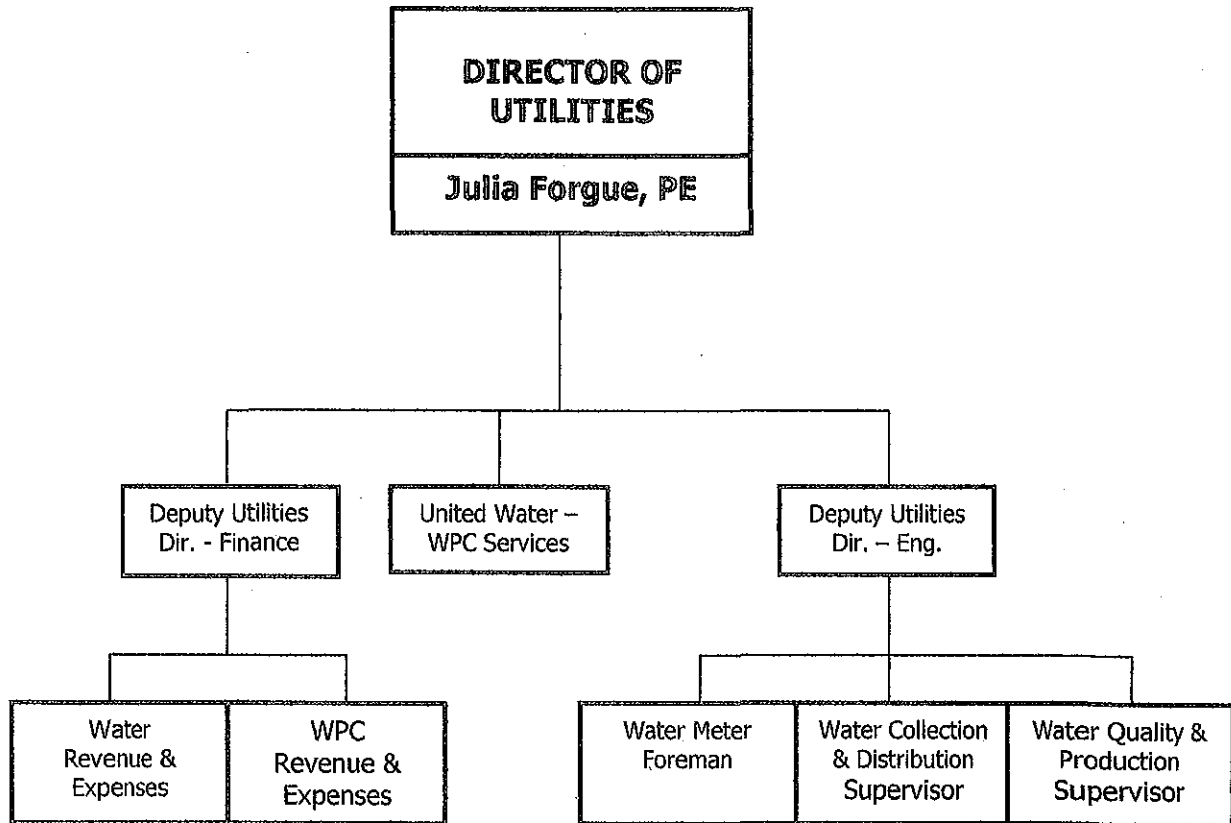 DIRECTOR OF
UTILITIES
Julia Forgue, PE
Deputy Utilities
Dir. - Finance
United Water –
WPC Services
Deputy Utilities
Dir. – Eng.
Water
Revenue &
Expenses
WPC
Revenue &
Expenses
Water Meter
Foreman
Water Collection
& Distribution
Supervisor
Water Quality &
Production
Supervisor